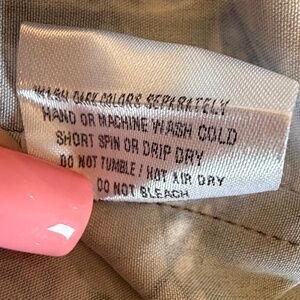 WASH DARK COLORS SEPARATELY
HAND OR MACHINE WASH COLD
SHORT SPIN OR DRIP DRY
DO NOT TUMBLE / HOT AIR DRY
DO NOT BLEACH